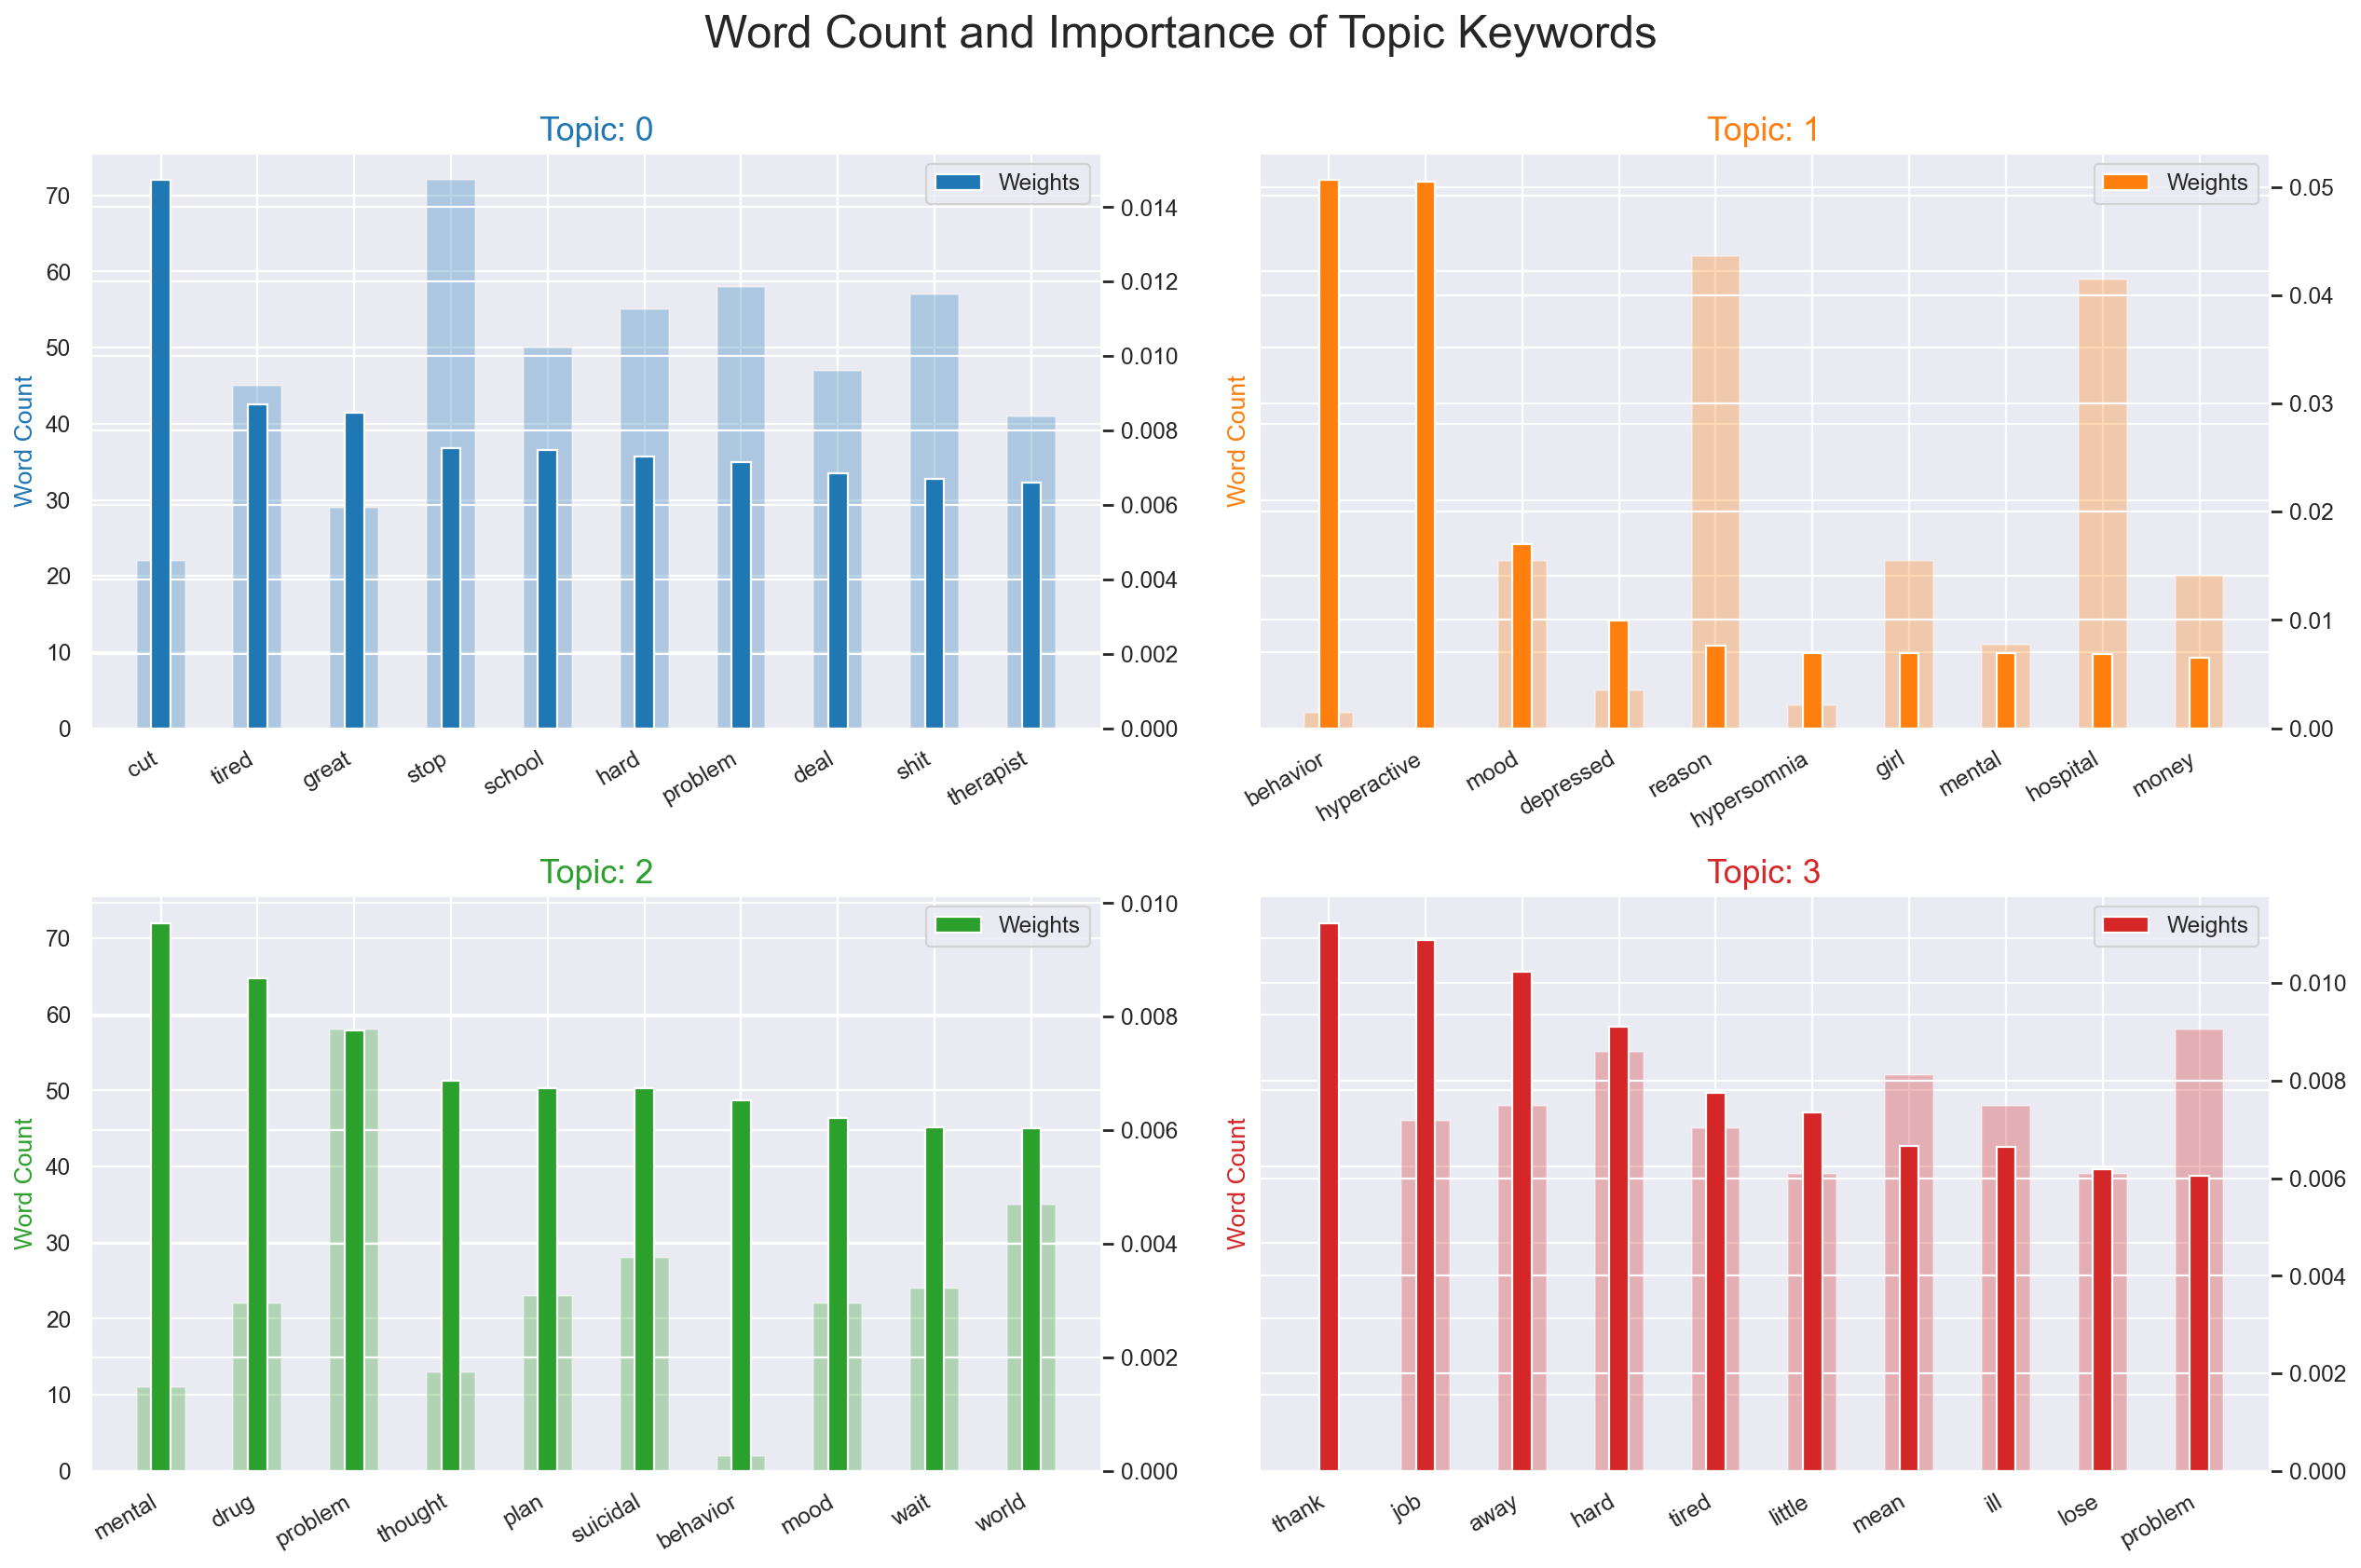 Word Count and Importance of Topic Keywords
Topic: 0
Weights
Word Count
70
60
50
40
30
20
10
0
0.014
0.012
0.010
0.008
0.006
0.004
0.002
0.000
cut
tired
great
stop
school
hard
problem
deal
shit
therapist
Topic: 1
Weights
Word Count
0.05
0.04
0.03
0.02
0.01
0.00
behavior
hyperactive
mood
depressed
reason
hypersomnia
girl
mental
hospital
money
Topic: 2
Weights
Word Count
70
60
50
40
30
20
10
0
0.010
0.008
0.006
0.004
0.002
0.000
mental
drug
problem
thought
plan
suicidal
behavior
mood
wait
world
Topic: 3
Weights
Word Count
0.010
0.008
0.006
0.004
0.002
0.000
thank
job
away
hard
tired
little
mean
ill
lose
problem